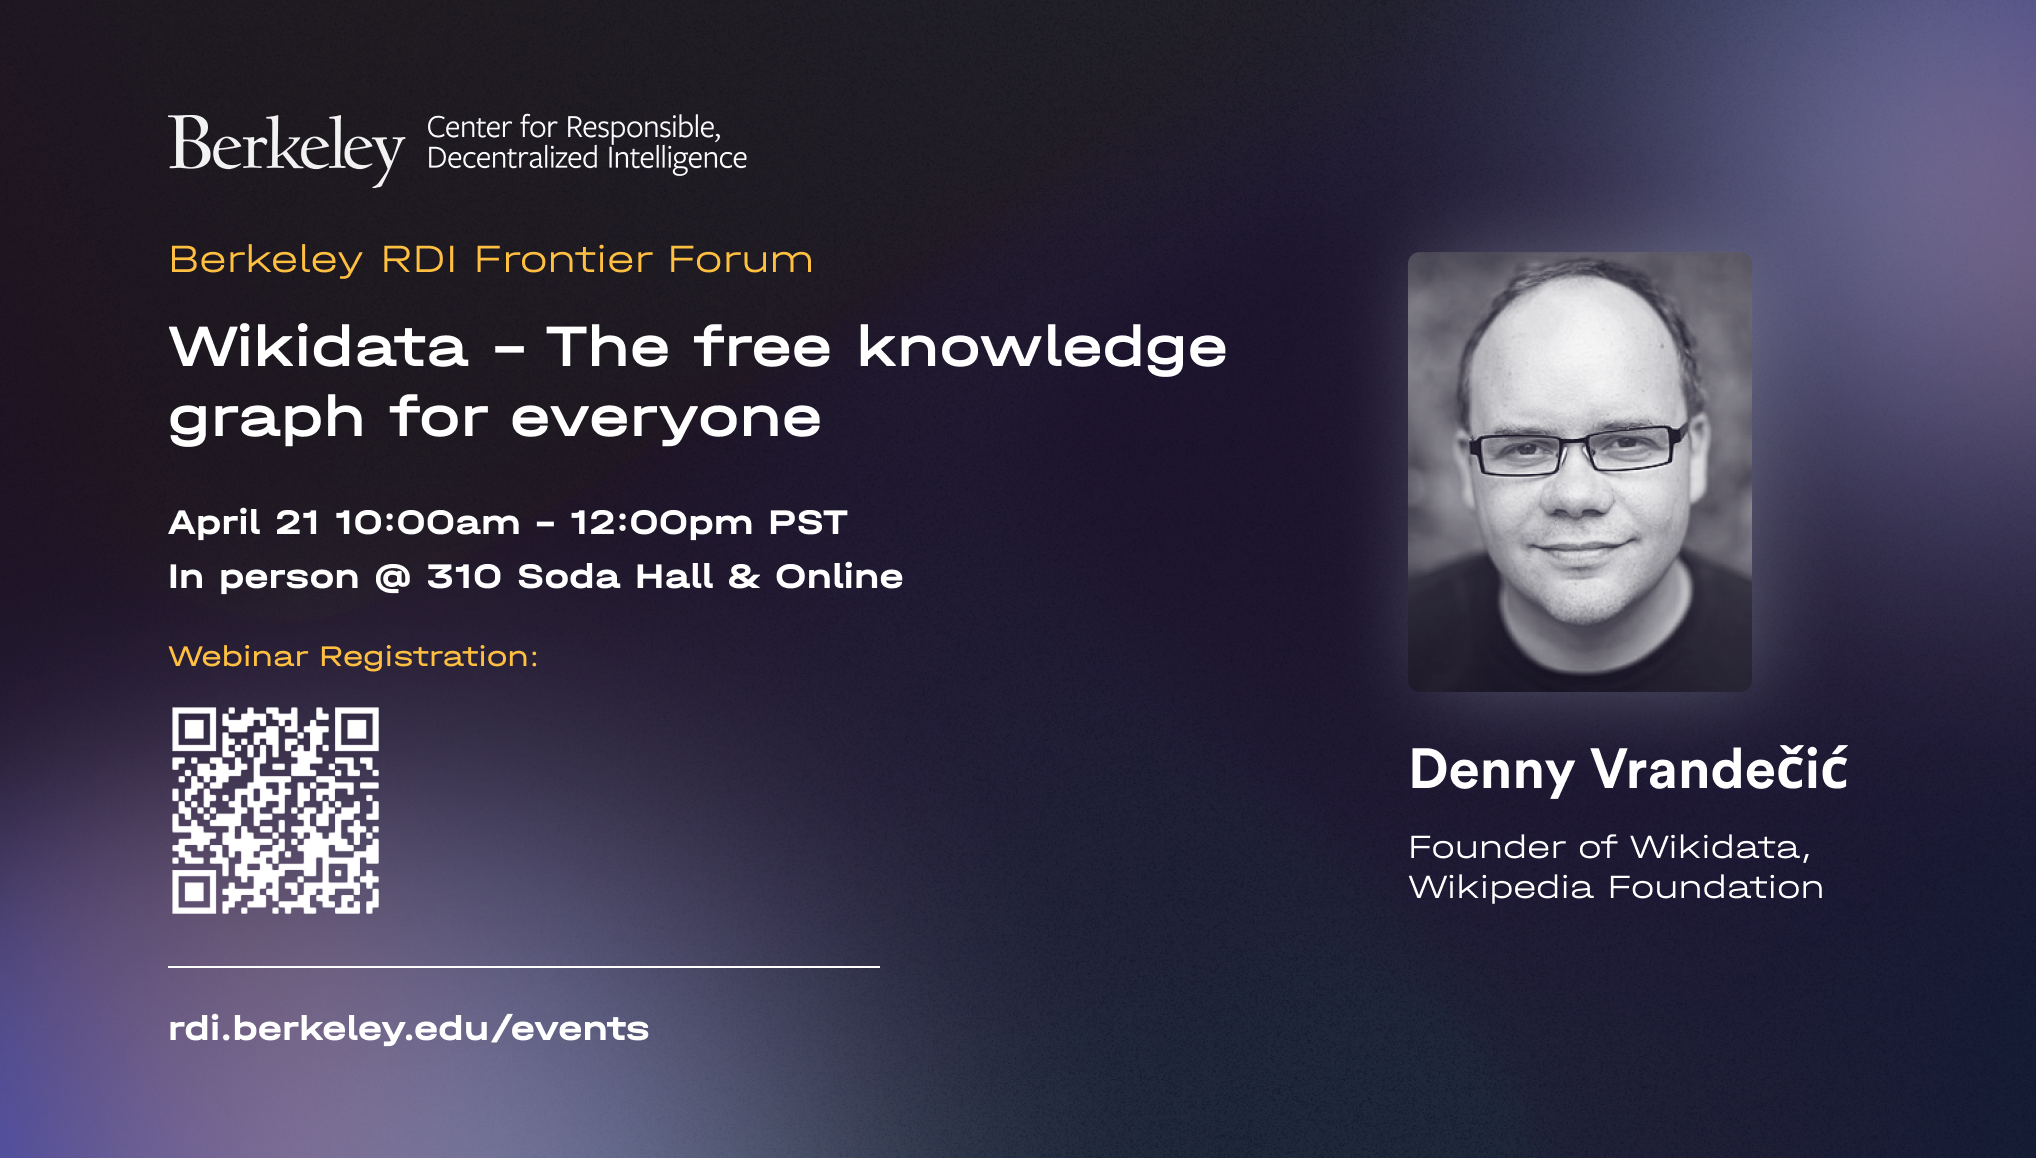 Berkeley
Center for Responsible,
Decentralized Intelligence
Berkeley RDI Frontier Forum
Wikidata – The free knowledge
graph for everyone
April 21 10:00am – 12:00pm PST
In person @ 310 Soda Hall & Online
Webinar Registration:
rdi.berkeley.edu/events
Denny Vrandečić
Founder of Wikidata,
Wikipedia Foundation